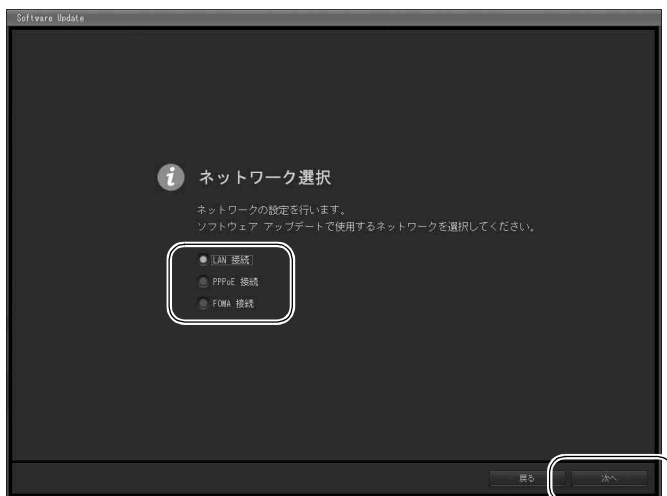 Software Update
ネットワーク選択
ネットワークの設定を行います。
ソフトウェア アップデートで使用するネットワークを選択してください。
LAN 接続
PPPoE 接続
FOMA 接続
戻る
次へ